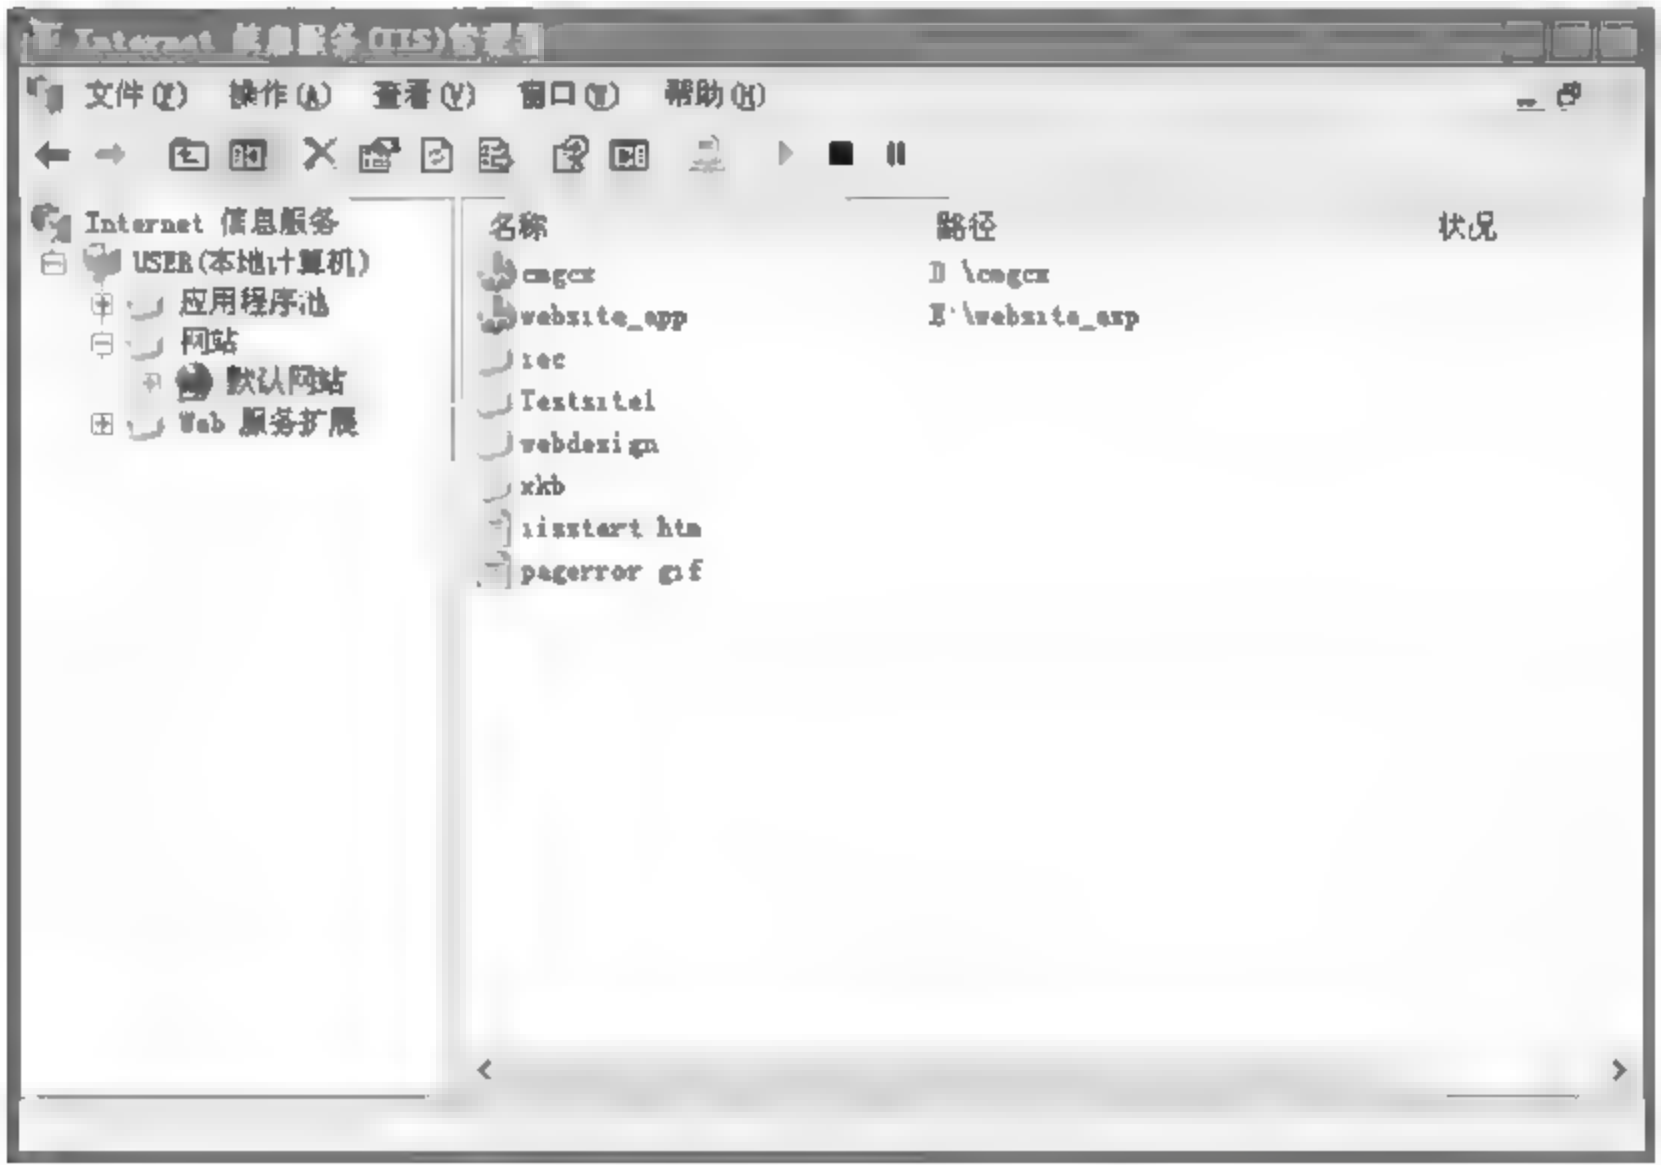 Internet 信息服务(IIS)管理器
文件(F) 操作(A) 查看(V) 窗口(W) 帮助(H)
Internet 信息服务
USER(本地计算机)
应用程序池
网站
默认网站
Web 服务扩展
名称 路径 状况
cmgcx D \cmgcx
website_app E:\website_asp
iec
Testsite1
webdesign
xkb
iisstart htm
pagerror gif